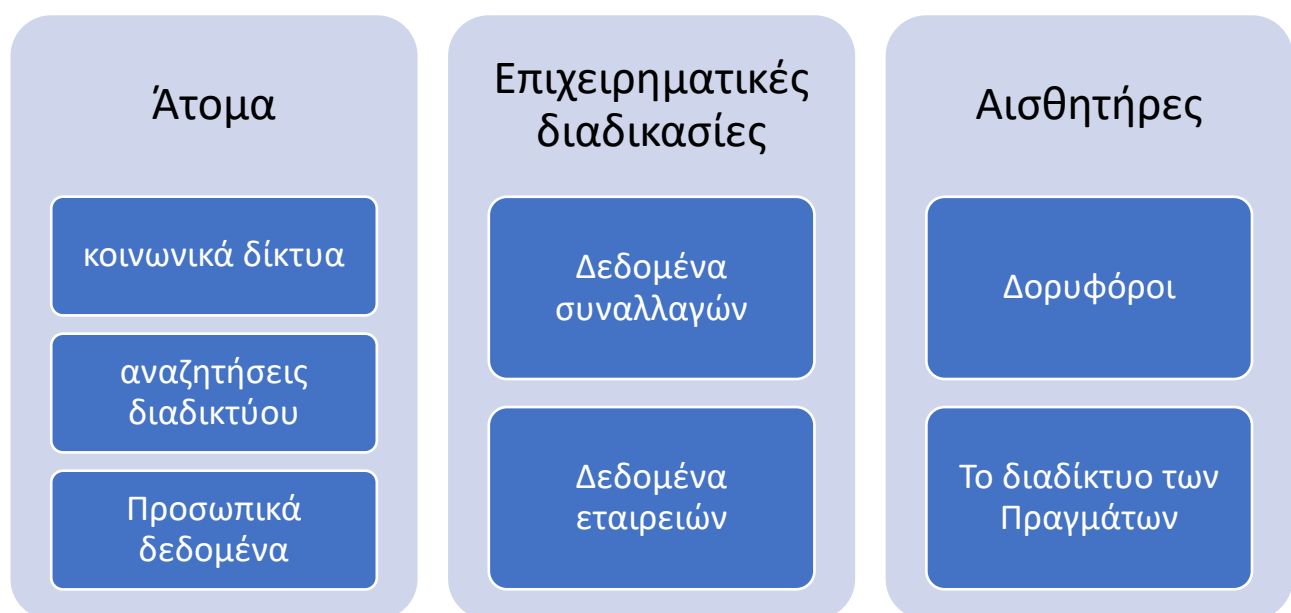 Άτομα
κοινωνικά δίκτυα
αναζητήσεις
διαδικτύου
Προσωπικά
δεδομένα
Επιχειρηματικές
διαδικασίες
Δεδομένα
συναλλαγών
Δεδομένα
εταιρειών
Αισθητήρες
Δορυφόροι
Το διαδίκτυο των
Πραγμάτων